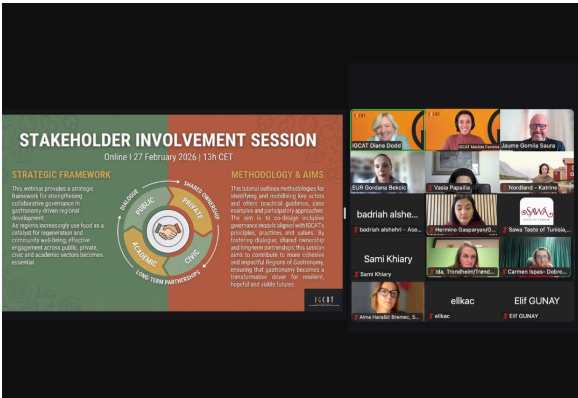 STAKEHOLDER INVOLVEMENT SESSION
Online | 27 February 2026 | 13h CET
STRATEGIC FRAMEWORK
This webinar provides a strategic
framework for strengthening
collaborative governance in
gastronomy-driven regional
development.
As regions increasingly use food as a
catalyst for regeneration and
community well-being, effective
engagement across public, private,
civic and academic sectors becomes
essential.
DIALOGUE
SHARED OWNERSHIP
LONG-TERM PARTNERSHIPS
PUBLIC
PRIVATE
ACADEMIC
CIVIC
METHODOLOGY & AIMS
This tutorial outlines methodologies for
identifying and mobilising key actors
and offers practical guidance, case
examples and participatory approaches.
The aim is to co-design inclusive
governance models aligned with IGCAT's
principles, practices and values. By
fostering dialogue, shared ownership
and long-term partnerships, this session
aims to contribute to more cohesive
and impactful Regions of Gastronomy,
ensuring that gastronomy becomes a
transformative driver for resilient,
hopeful and viable futures.
IGCAT
IGCAT Diane Dodd
IGCAT Matilde Ferreira
Jaume Gomila Saura
EUR Gordana Bekcic
Vasia Papailia
Nordland - Katrine
badriah alshe...
badriah alshehri - Ase...
Hermine Gasparyan/G...
SAWA
Sawa Taste of Tunisia,...
Sami Khiary
Sami Khiary
Ida, Trondheim/Trønd...
Carmen Ispas- Dobro...
Alma Harašić Bremec, S...
ellkac
ellkac
Elif GUNAY
Elif GUNAY